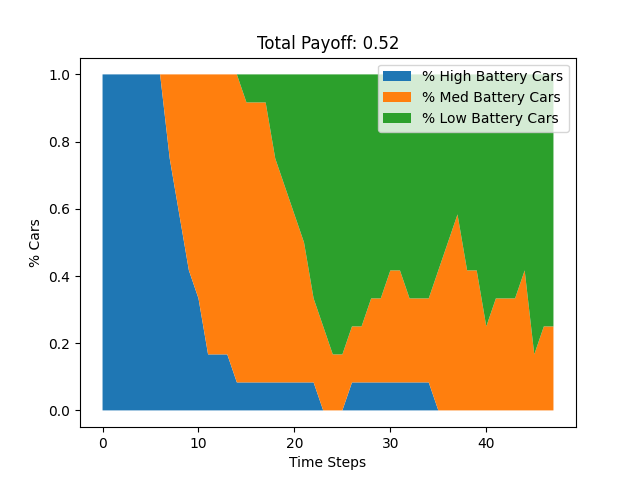 Total Payoff: 0.52
% High Battery Cars
% Med Battery Cars
% Low Battery Cars
1.0
0.8
0.6
0.4
0.2
0.0
% Cars
0
10
20
30
40
Time Steps